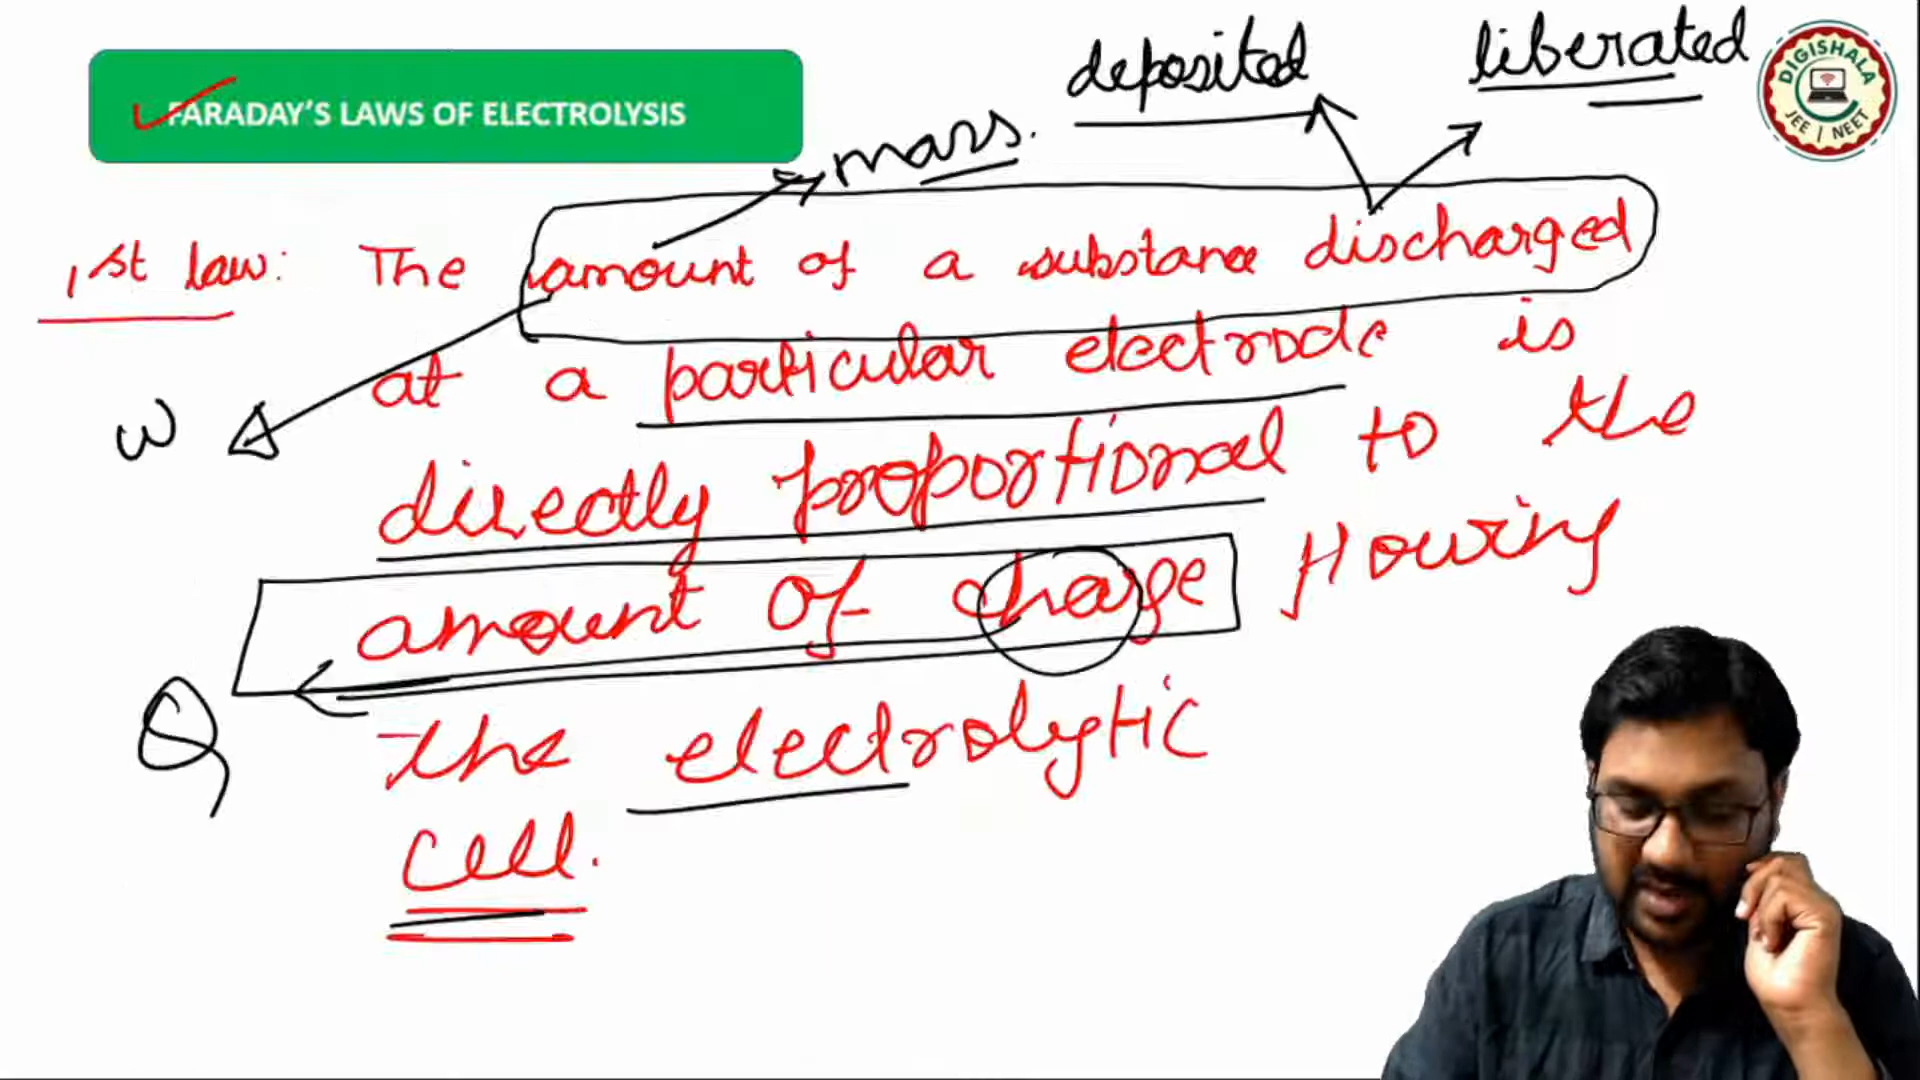 deposited liberated
FARADAY'S LAWS OF ELECTROLYSIS
mass.
DIGISHALA
JEE | NEET
1st law: The amount of a substance discharged
at a particular electrode is
W
directly proportional to the
amount of charge flowing
Q
the electrolytic
cell.